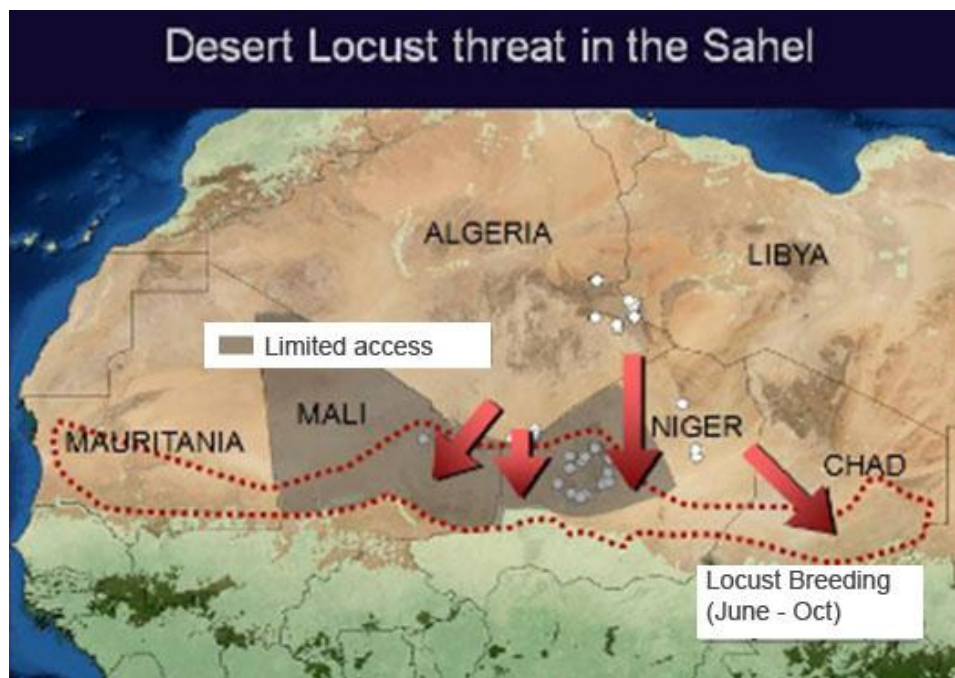 Desert Locust threat in the Sahel
ALGERIA
LIBYA
Limited access
MALI
MAURITANIA
NIGER
CHAD
Locust Breeding
(June - Oct)